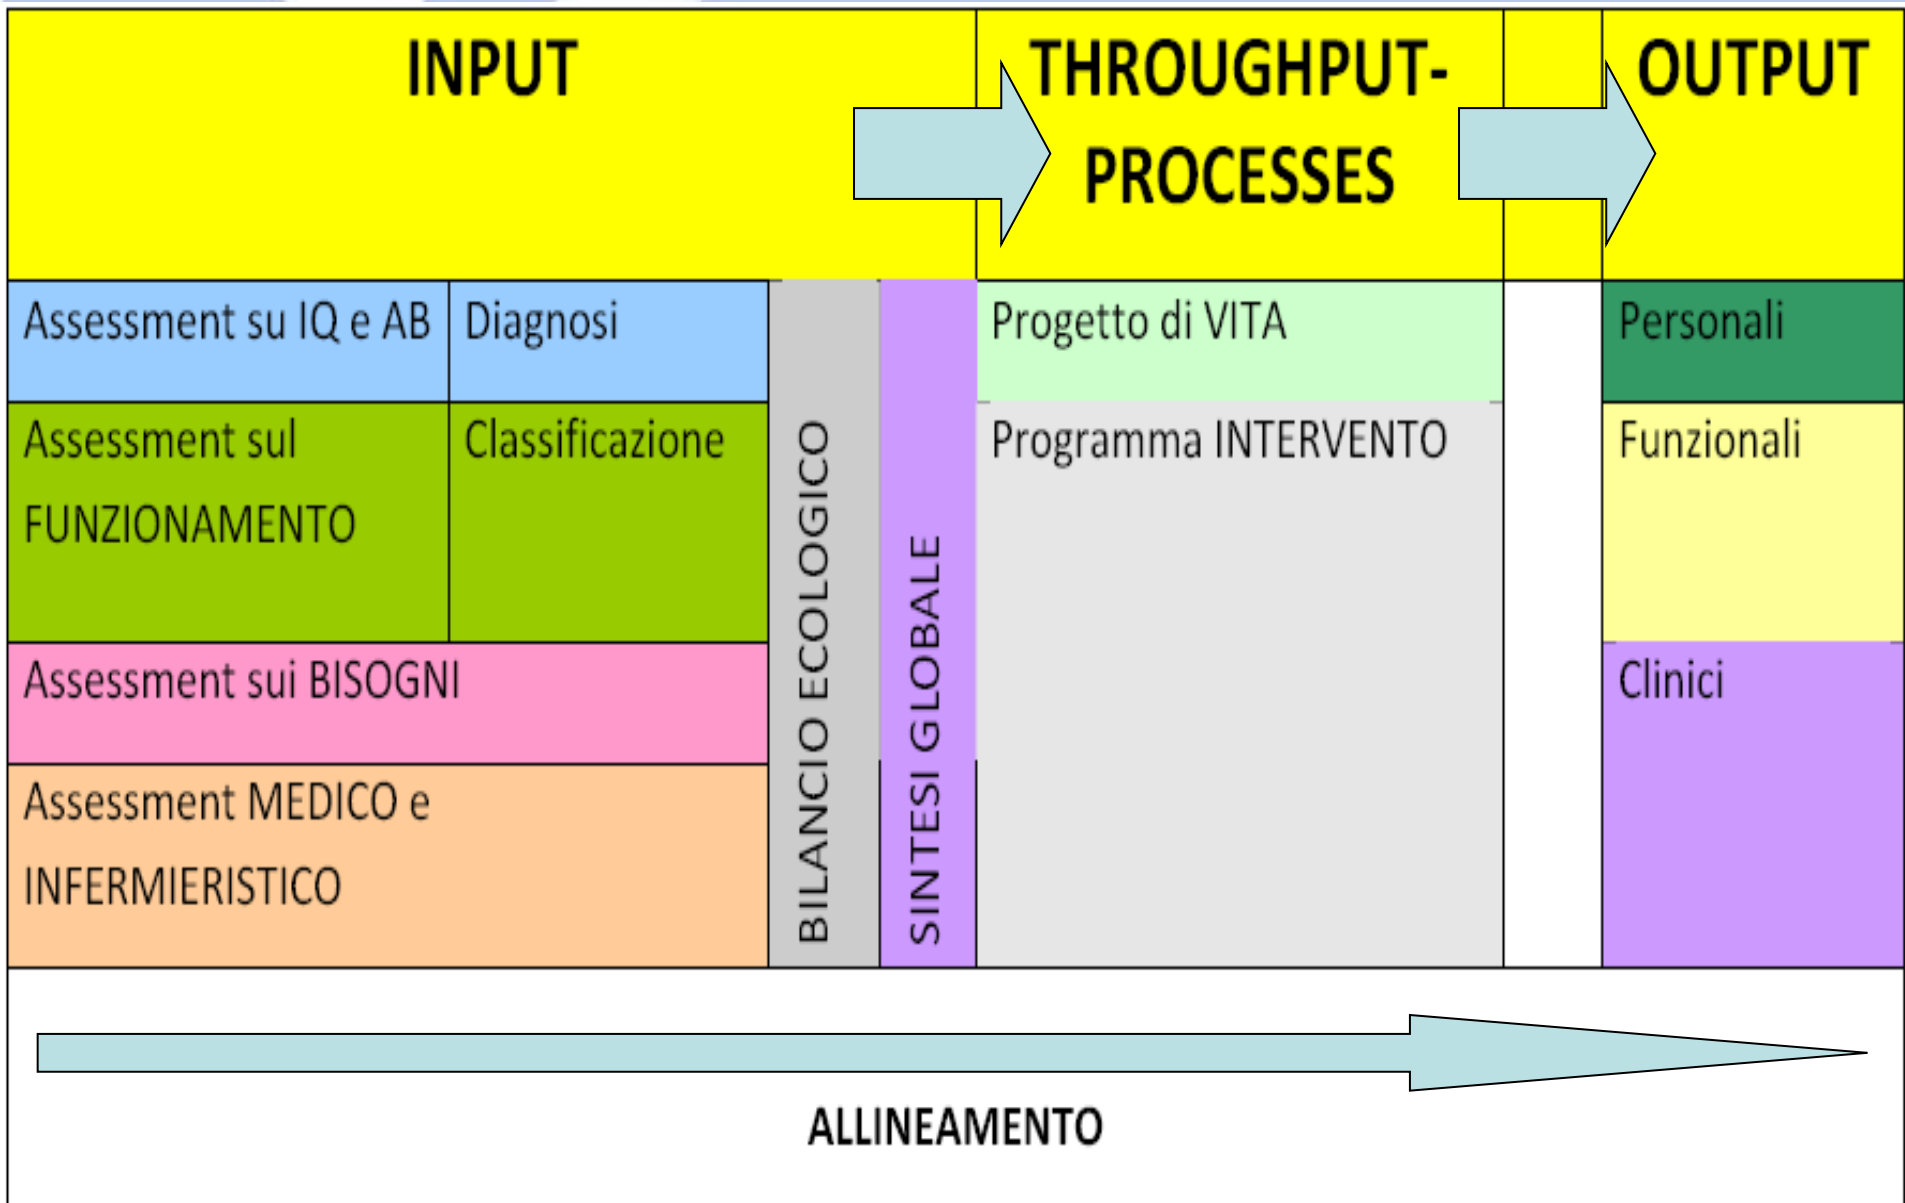 INPUT
THROUGHPUT-
PROCESSES
OUTPUT
Assessment su IQ e AB
Diagnosi
Assessment sul
FUNZIONAMENTO
Classificazione
Assessment sui BISOGNI
Assessment MEDICO e
INFERMIERISTICO
BILANCIO ECOLOGICO
SINTESI GLOBALE
Progetto di VITA
Programma INTERVENTO
Personali
Funzionali
Clinici
ALLINEAMENTO